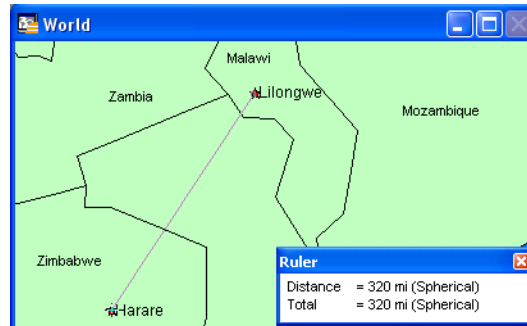 World
Malawi
Lilongwe
Zambia
Mozambique
Zimbabwe
Harare
Ruler
Distance = 320 mi (Spherical)
Total = 320 mi (Spherical)